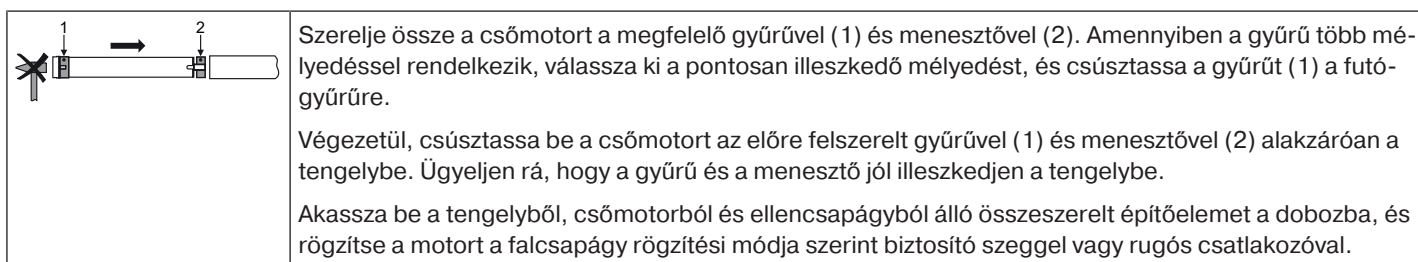 1 2
Szerelje össze a csőmotort a megfelelő gyűrűvel (1) és menesztővel (2). Amennyiben a gyűrű több mé-
lyedéssel rendelkezik, válassza ki a pontosan illeszkedő mélyedést, és csúsztassa a gyűrűt (1) a futó-
gyűrűre.
Végezetül, csúsztassa be a csőmotort az előre felszerelt gyűrűvel (1) és menesztővel (2) alakzáróan a
tengelybe. Ügyeljen rá, hogy a gyűrű és a menesztő jól illeszkedjen a tengelybe.
Akassza be a tengelyből, csőmotorból és ellencsapágyból álló összeszerelt építőelemet a dobozba, és
rögzítse a motort a falcsapágy rögzítési módja szerint biztosító szeggel vagy rugós csatlakozóval.